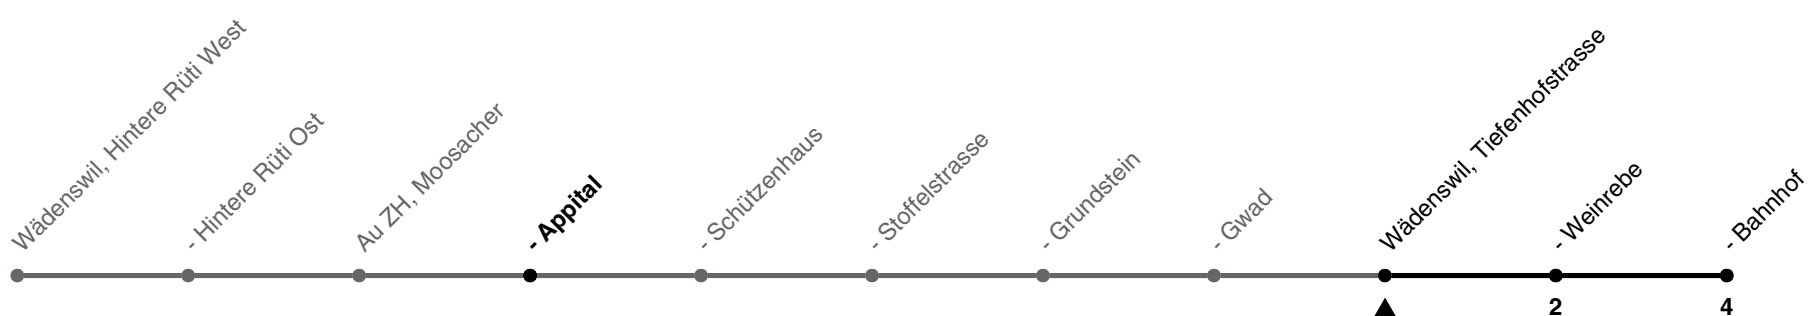 Wädenswil, Hintere Rüti West
- Hintere Rüti Ost
Au ZH, Moosacher
- Appital
- Schützenhaus
- Stoffelstrasse
- Grundstein
- Gwad
Wädenswil, Tiefenhofstrasse
- Weinrebe
- Bahnhof
2
4